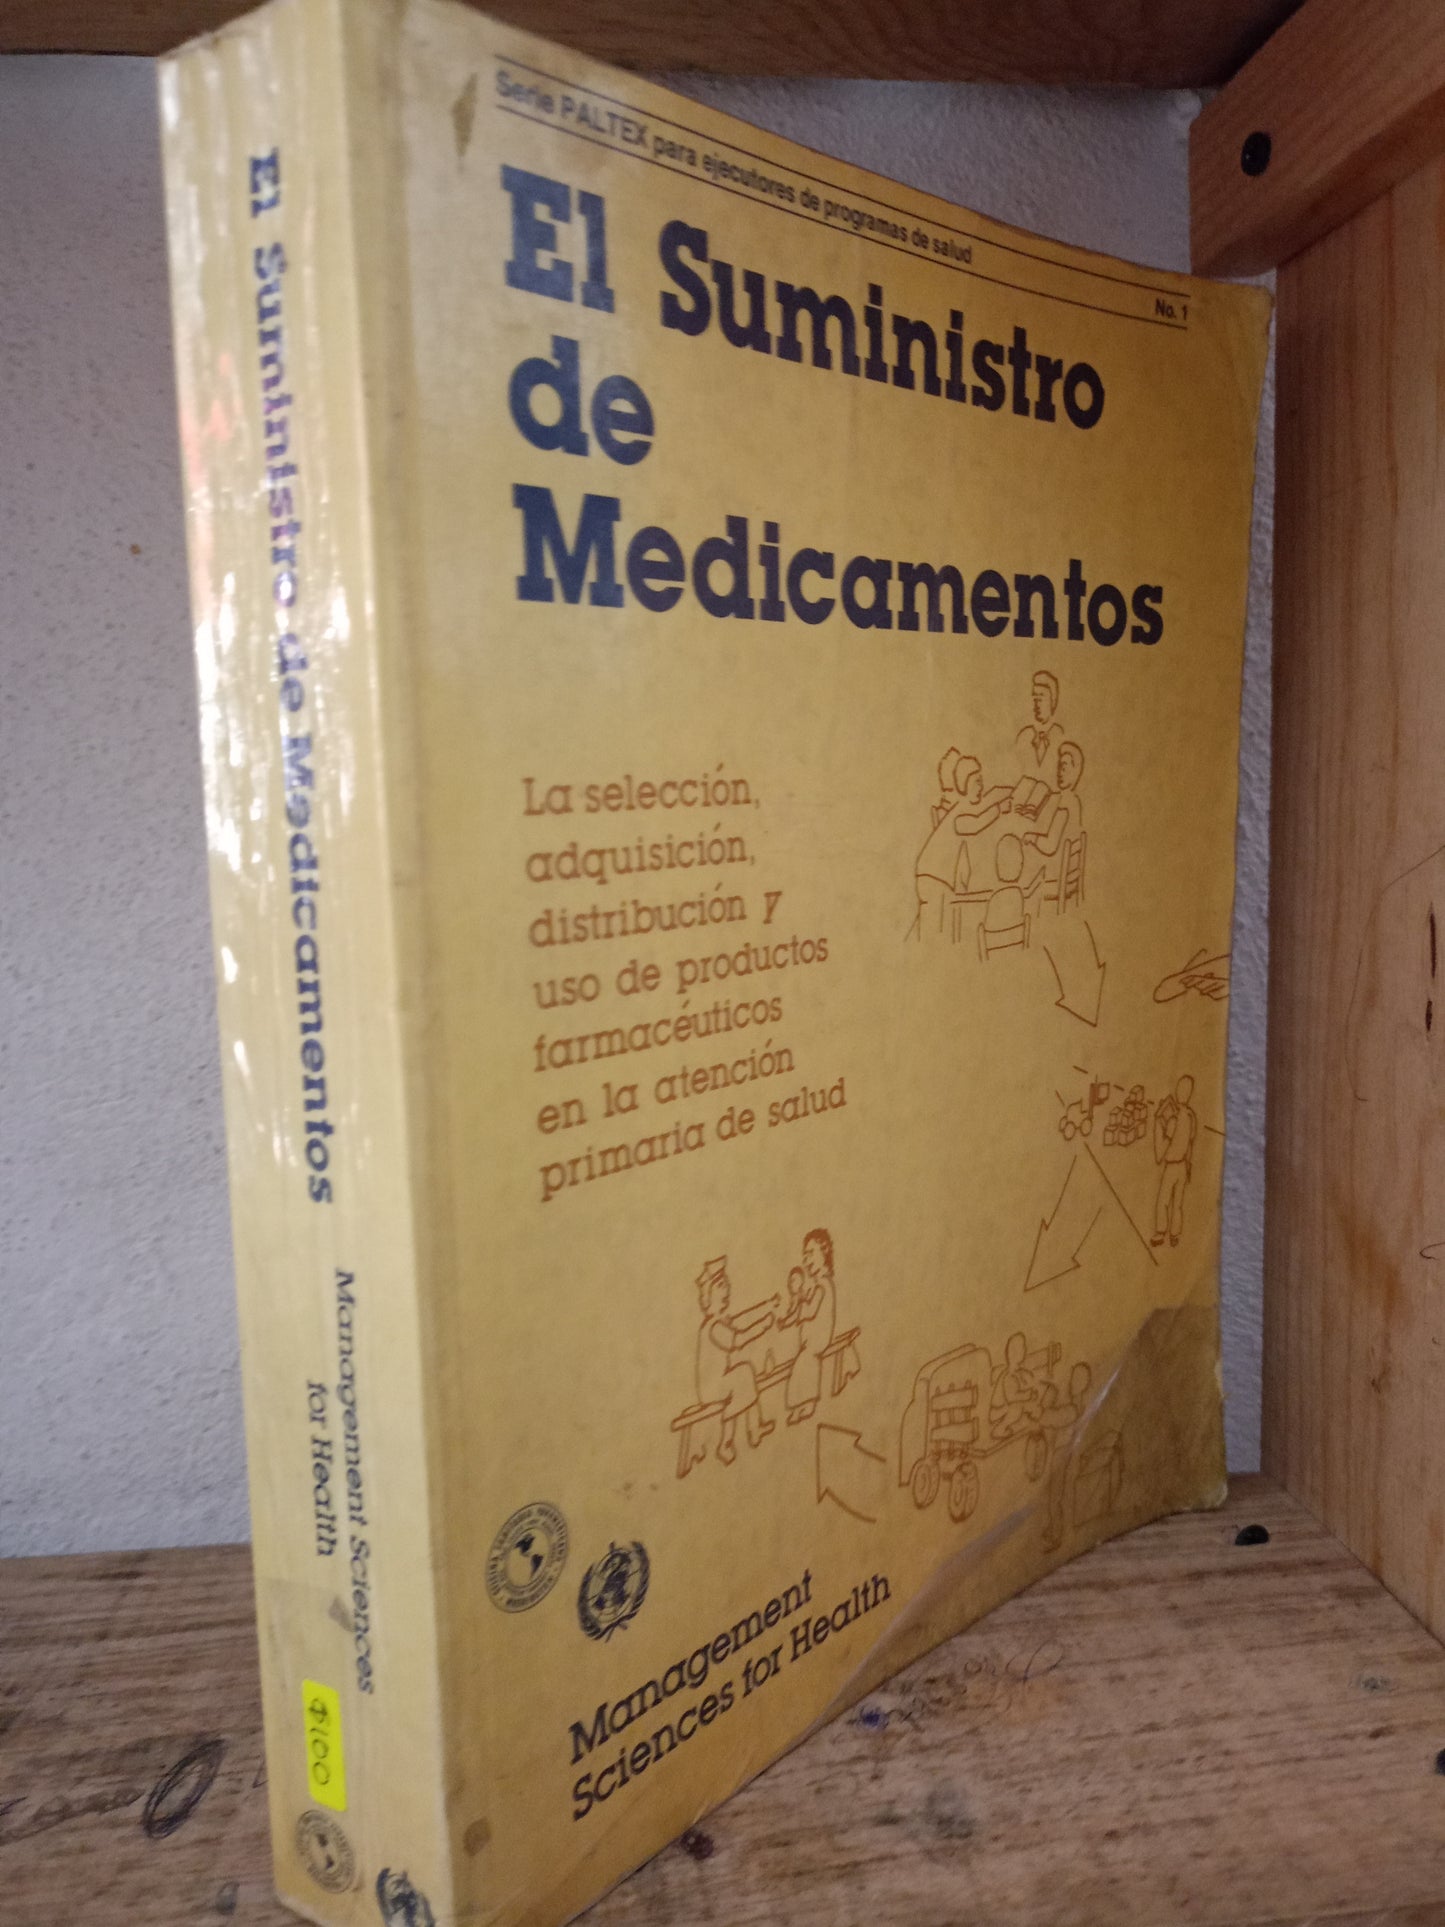 Serie PALTEX para ejecutores de programas de salud
No. 1
El Suministro
de
Medicamentos
La selección,
adquisición,
distribución y
uso de productos
farmacéuticos
en la atención
primaria de salud
Management
Sciences for Health
El Suministro de Medicamentos
Management Sciences
for Health
$100